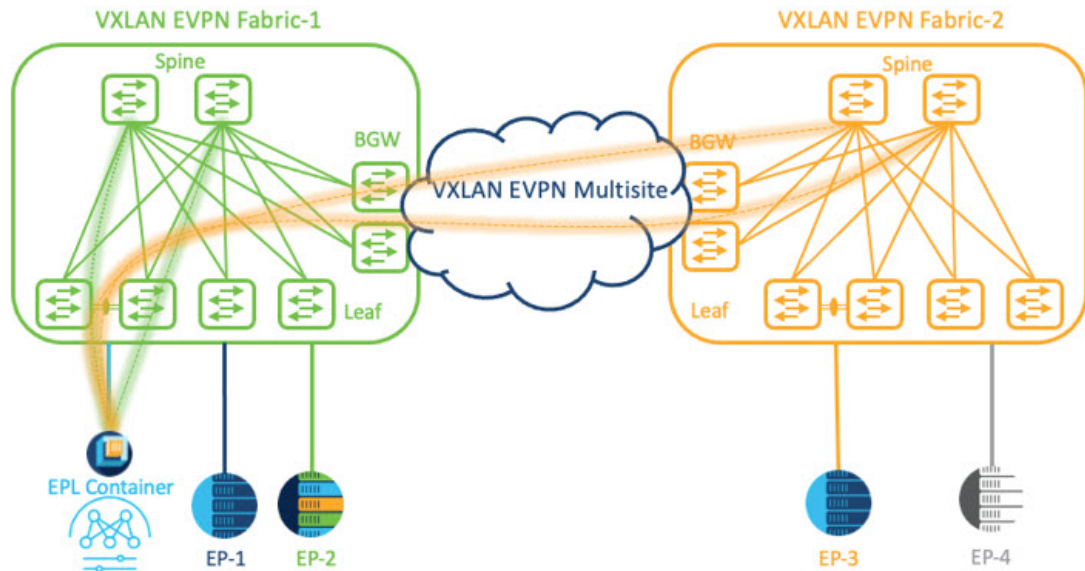 VXLAN EVPN Fabric-1
VXLAN EVPN Fabric-2
Spine
Spine
BGW
BGW
VXLAN EVPN Multisite
Leaf
Leaf
EPL Container
EP-1
EP-2
EP-3
EP-4